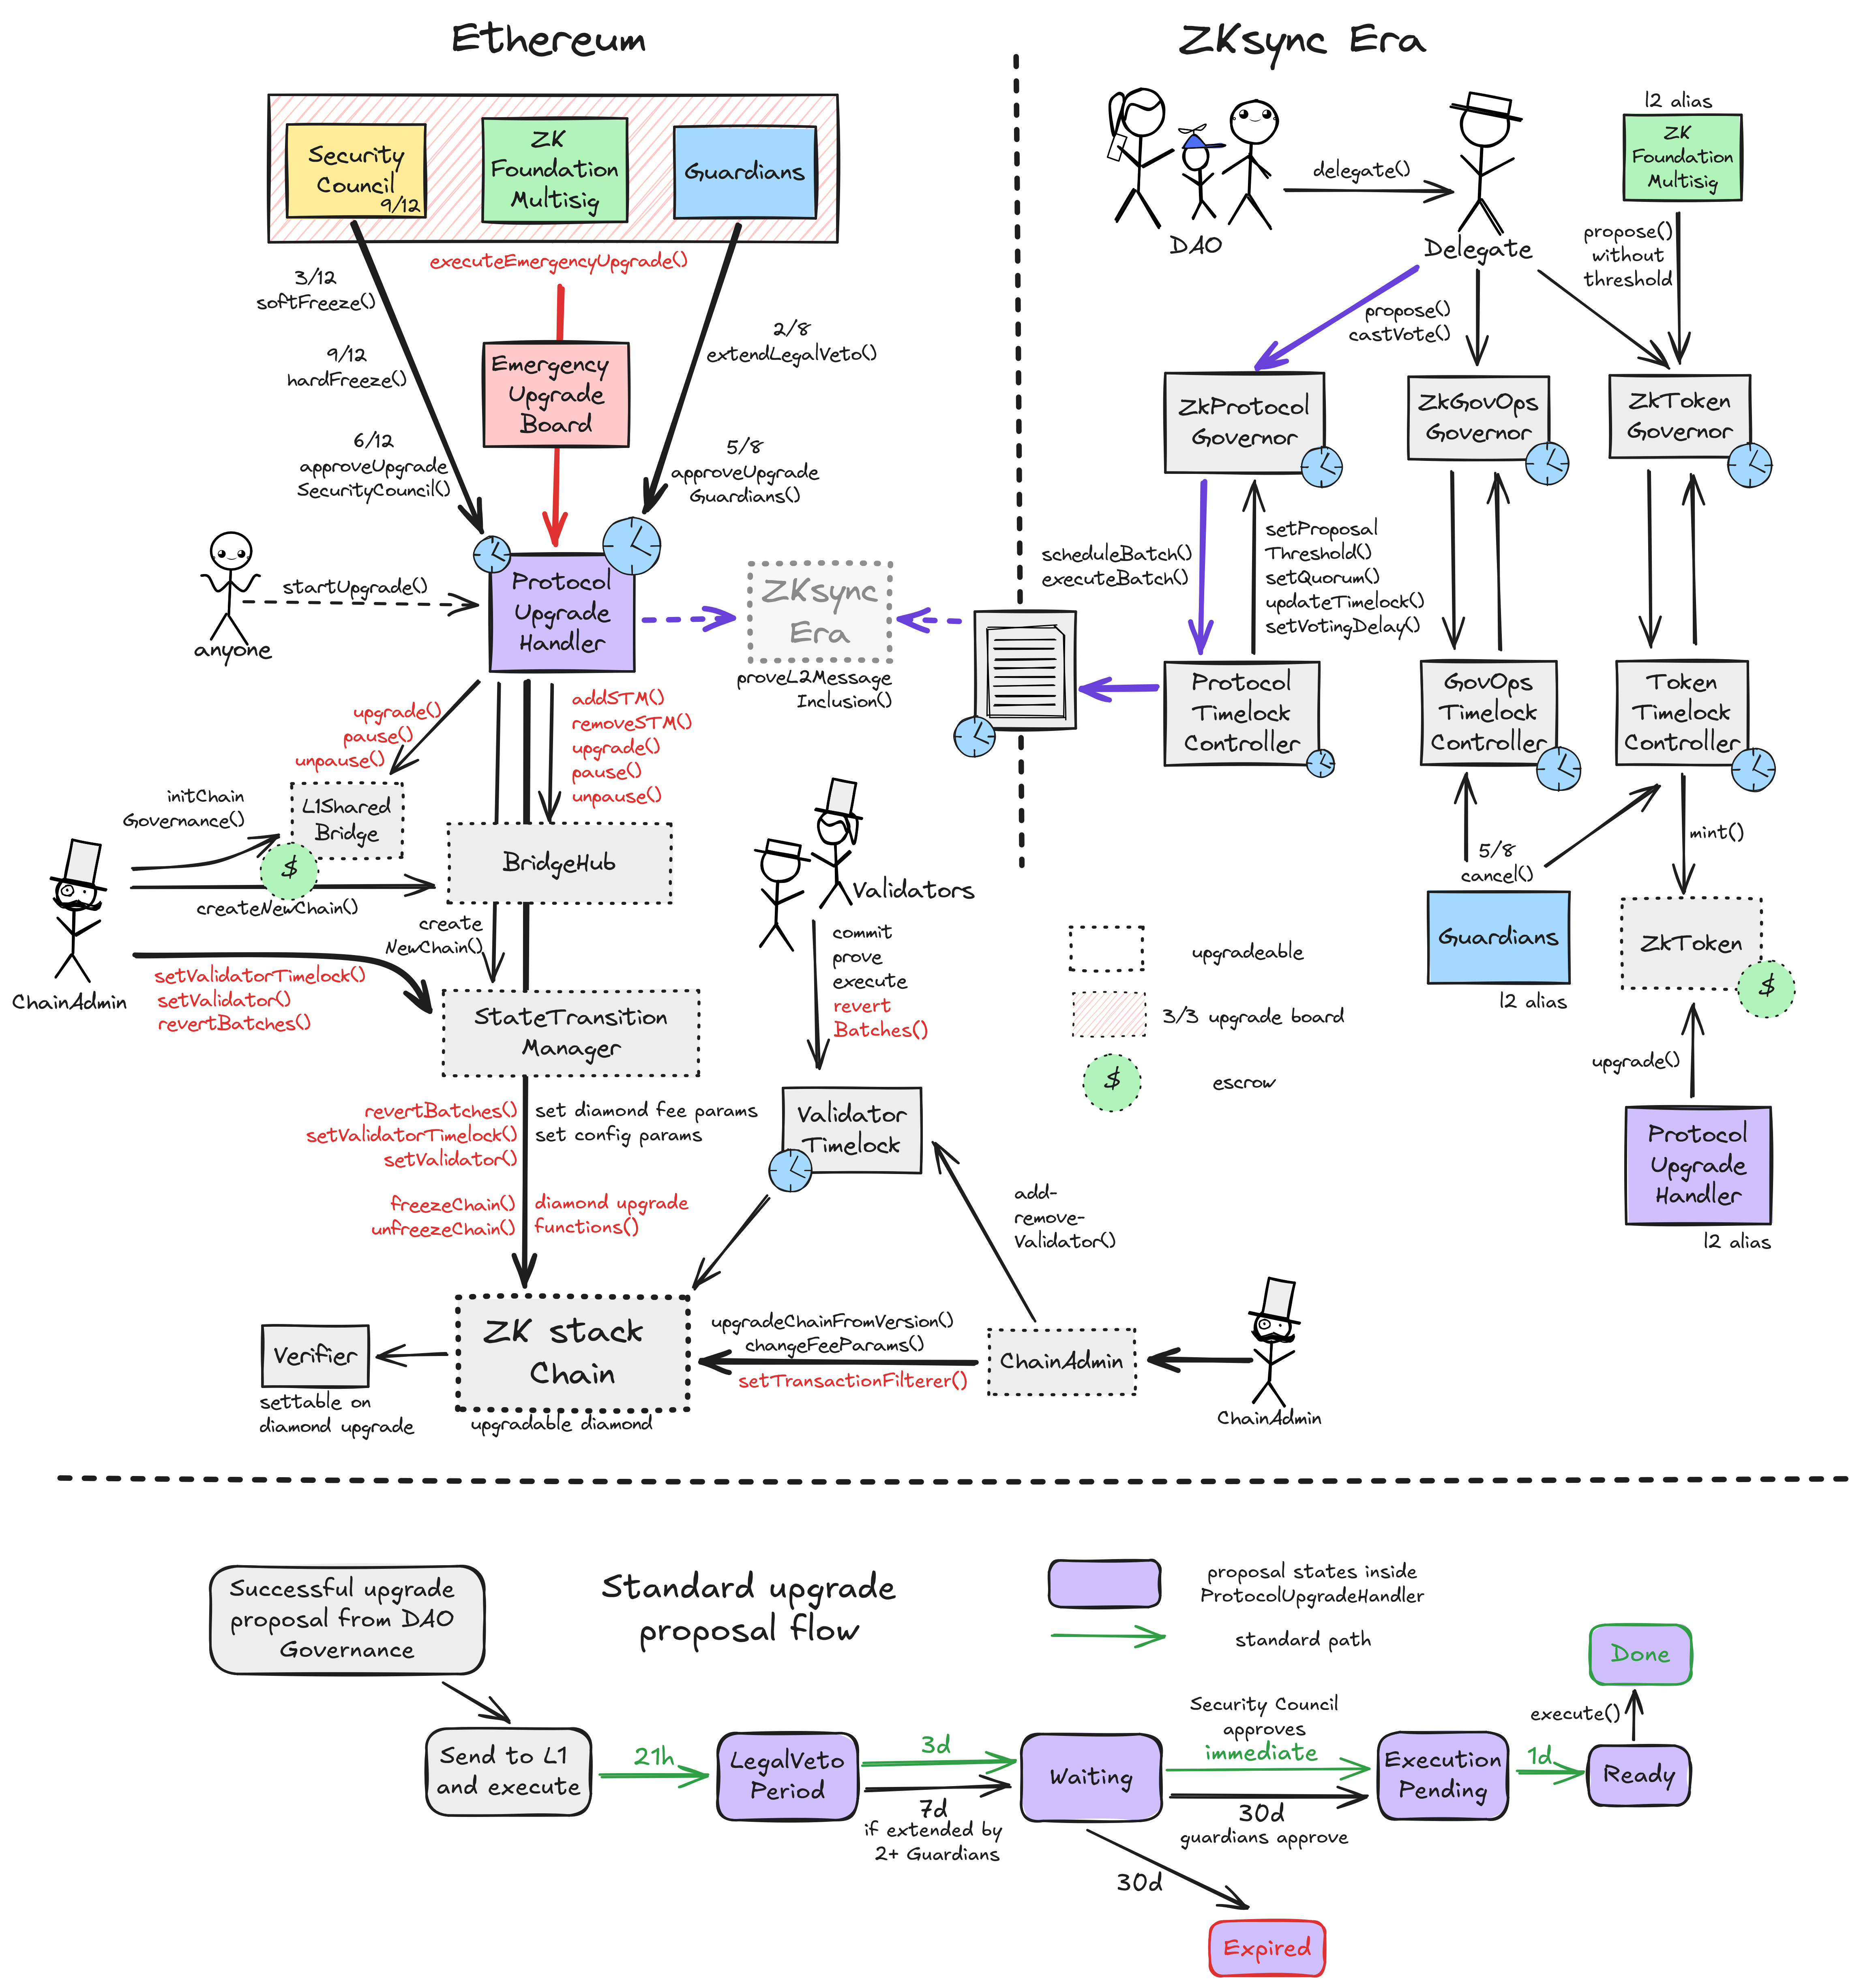 Ethereum
Security
Council
9/12
ZK
Foundation
Multisig
Guardians
executeEmergencyUpgrade()
3/12
softFreeze()
9/12
hardFreeze()
6/12
approveUpgrade
SecurityCouncil()
2/8
extendLegalVeto()
5/8
approveUpgrade
Guardians()
Emergency
Upgrade
Board
startUpgrade()
anyone
Protocol
Upgrade
Handler
ZKsync
Era
proveL2Message
Inclusion()
upgrade()
pause()
unpause()
addSTM()
removeSTM()
upgrade()
pause()
unpause()
initChain
Governance()
L1Shared
Bridge
$
BridgeHub
createNewChain()
create
NewChain()
ChainAdmin
setValidatorTimelock()
setValidator()
revertBatches()
StateTransition
Manager
Validators
commit
prove
execute
revert
Batches()
revertBatches()
setValidatorTimelock()
setValidator()
set diamond fee params
set config params
freezeChain()
unfreezeChain()
diamond upgrade
functions()
Validator
Timelock
add-
remove-
Validator()
Verifier
settable on
diamond upgrade
ZK stack
Chain
upgradable diamond
upgradeChainFromVersion()
changeFeeParams()
setTransactionFilterer()
ChainAdmin
ChainAdmin
ZKsync Era
DAO
delegate()
Delegate
l2 alias
ZK
Foundation
Multisig
propose()
without
threshold
propose()
castVote()
ZkProtocol
Governor
ZkGovOps
Governor
ZkToken
Governor
scheduleBatch()
executeBatch()
setProposal
Threshold()
setQuorum()
updateTimelock()
setVotingDelay()
Protocol
Timelock
Controller
GovOps
Timelock
Controller
Token
Timelock
Controller
5/8
cancel()
mint()
Guardians
l2 alias
ZkToken
$
upgrade()
Protocol
Upgrade
Handler
l2 alias
upgradeable
3/3 upgrade board
$
escrow
Standard upgrade
proposal flow
proposal states inside
ProtocolUpgradeHandler
standard path
Successful upgrade
proposal from DAO
Governance
Send to L1
and execute
21h
LegalVeto
Period
3d
7d
if extended by
2+ Guardians
Waiting
Security Council
approves
immediate
30d
guardians approve
30d
Expired
Execution
Pending
1d
Ready
execute()
Done